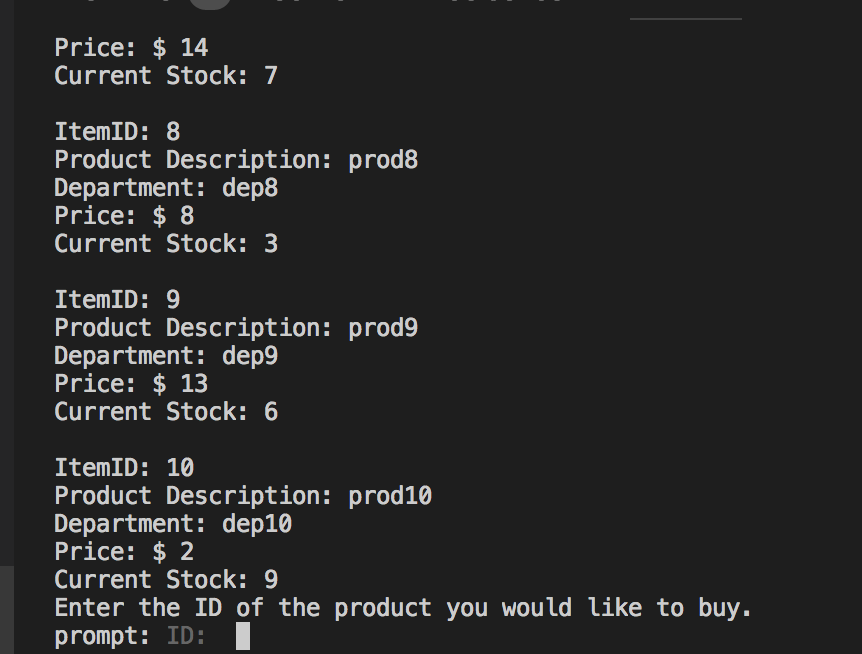 Price: $ 14
Current Stock: 7
ItemID: 8
Product Description: prod8
Department: dep8
Price: $ 8
Current Stock: 3
ItemID: 9
Product Description: prod9
Department: dep9
Price: $ 13
Current Stock: 6
ItemID: 10
Product Description: prod10
Department: dep10
Price: $ 2
Current Stock: 9
Enter the ID of the product you would like to buy.
prompt: ID: